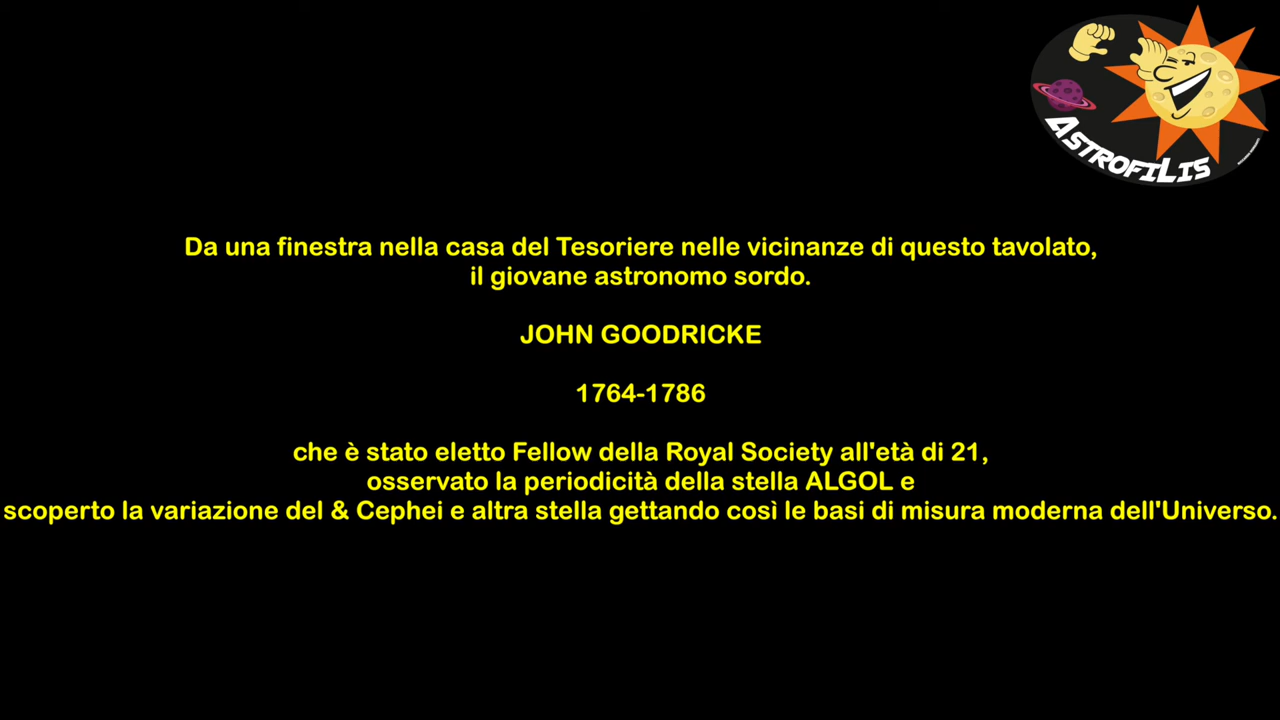 ASTROFILIS
Da una finestra nella casa del Tesoriere nelle vicinanze di questo tavolato,
il giovane astronomo sordo.
JOHN GOODRICKE
1764-1786
che è stato eletto Fellow della Royal Society all'età di 21,
osservato la periodicità della stella ALGOL e
scoperto la variazione del & Cephei e altra stella gettando così le basi di misura moderna dell'Universo.